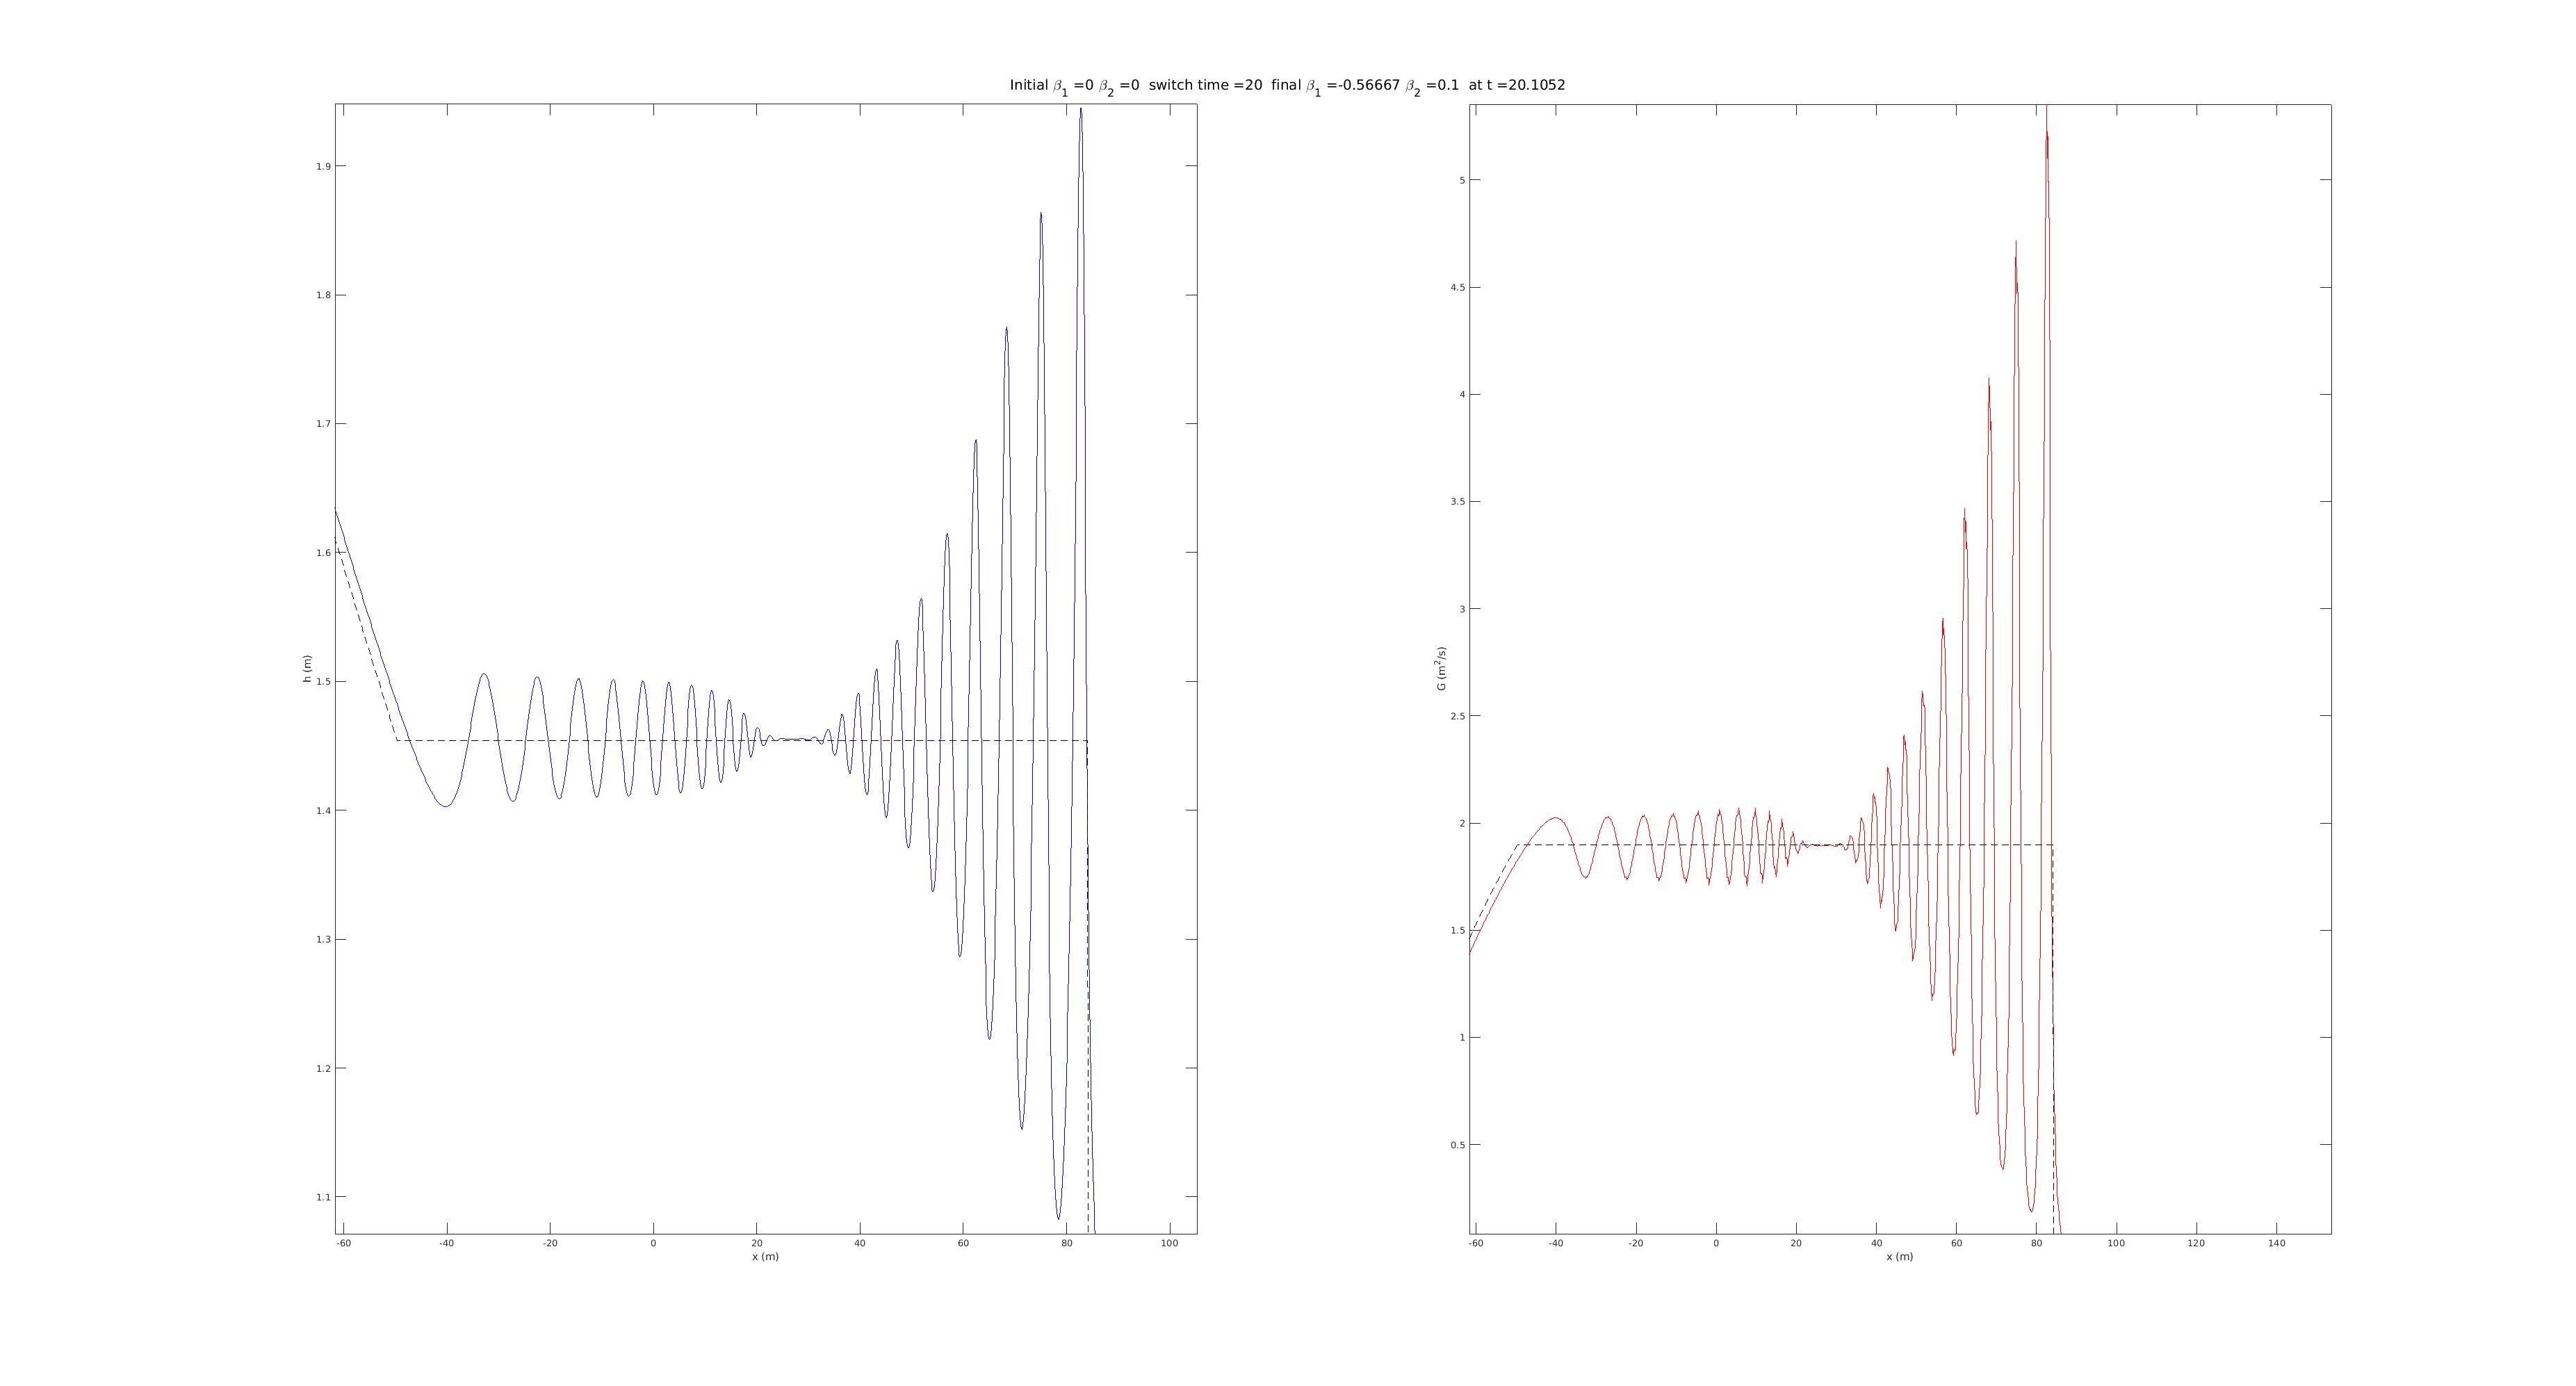 Initial β1 =0 β2 =0 switch time =20 final β1 =-0.56667 β2 =0.1 at t =20.1052
1.9
1.8
1.7
1.6
1.5
1.4
1.3
1.2
1.1
h (m)
-60 -40 -20 0 20 40 60 80 100
x (m)
5
4.5
4
3.5
3
2.5
2
1.5
1
0.5
G (m²/s)
-60 -40 -20 0 20 40 60 80 100 120 140
x (m)